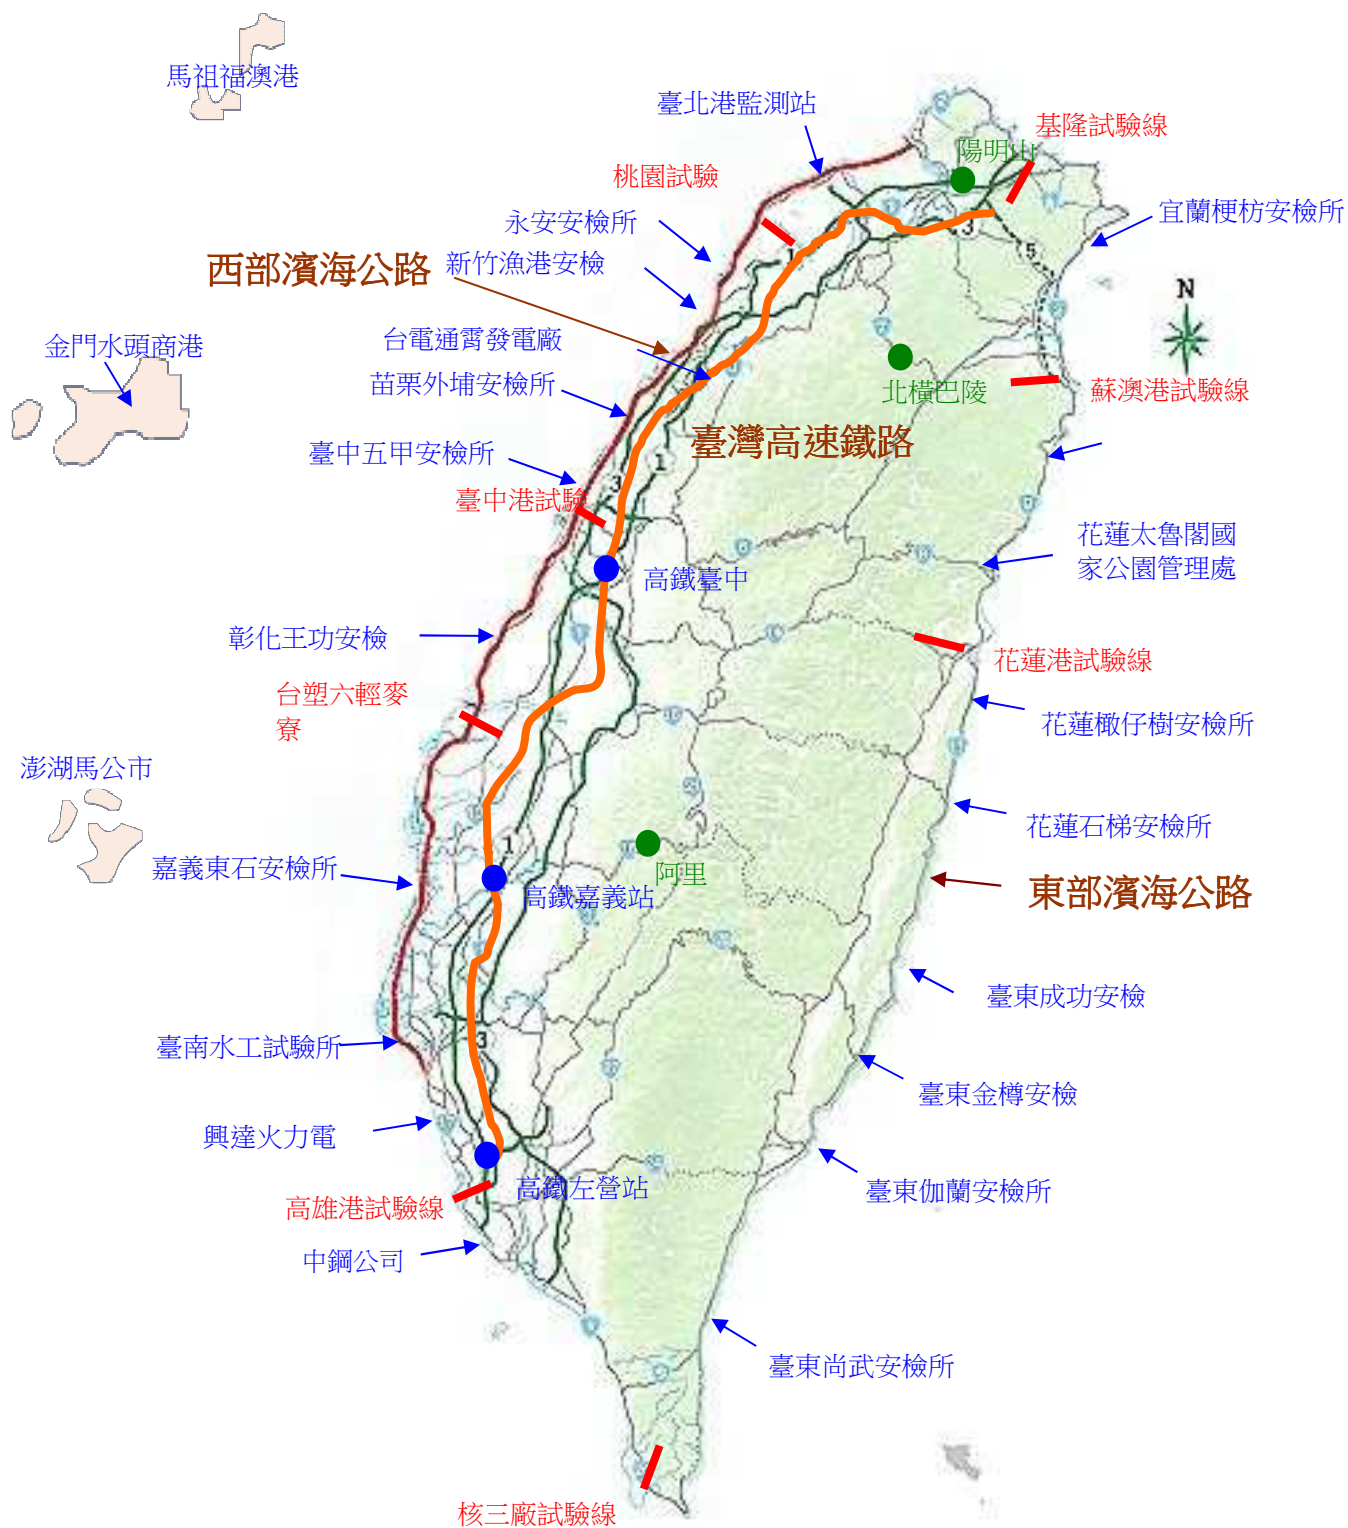 馬祖福澳港
臺北港監測站
基隆試驗線
陽明山
桃園試驗
永安安檢所
宜蘭梗枋安檢所
3
西部濱海公路
新竹漁港安檢
1
5
N
金門水頭商港
台電通霄發電廠
苗栗外埔安檢所
北橫巴陵
蘇澳港試驗線
臺灣高速鐵路
臺中五甲安檢所
1
3
臺中港試驗
花蓮太魯閣國
家公園管理處
高鐵臺中
彰化王功安檢
花蓮港試驗線
台塑六輕麥
寮
花蓮橄仔樹安檢所
澎湖馬公市
花蓮石梯安檢所
1
嘉義東石安檢所
阿里
高鐵嘉義站
東部濱海公路
臺東成功安檢
臺南水工試驗所
3
臺東金樽安檢
興達火力電
高鐵左營站
臺東伽蘭安檢所
高雄港試驗線
中鋼公司
臺東尚武安檢所
核三廠試驗線